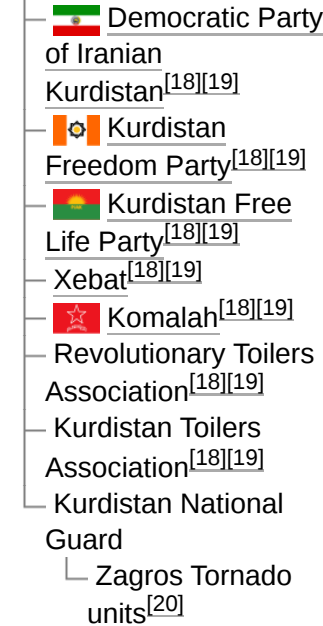 Democratic Party
of Iranian
Kurdistan[18][19]
Kurdistan
Freedom Party[18][19]
Kurdistan Free
Life Party[18][19]
Xebat[18][19]
Komalah[18][19]
Revolutionary Toilers
Association[18][19]
Kurdistan Toilers
Association[18][19]
Kurdistan National
Guard
Zagros Tornado
units[20]